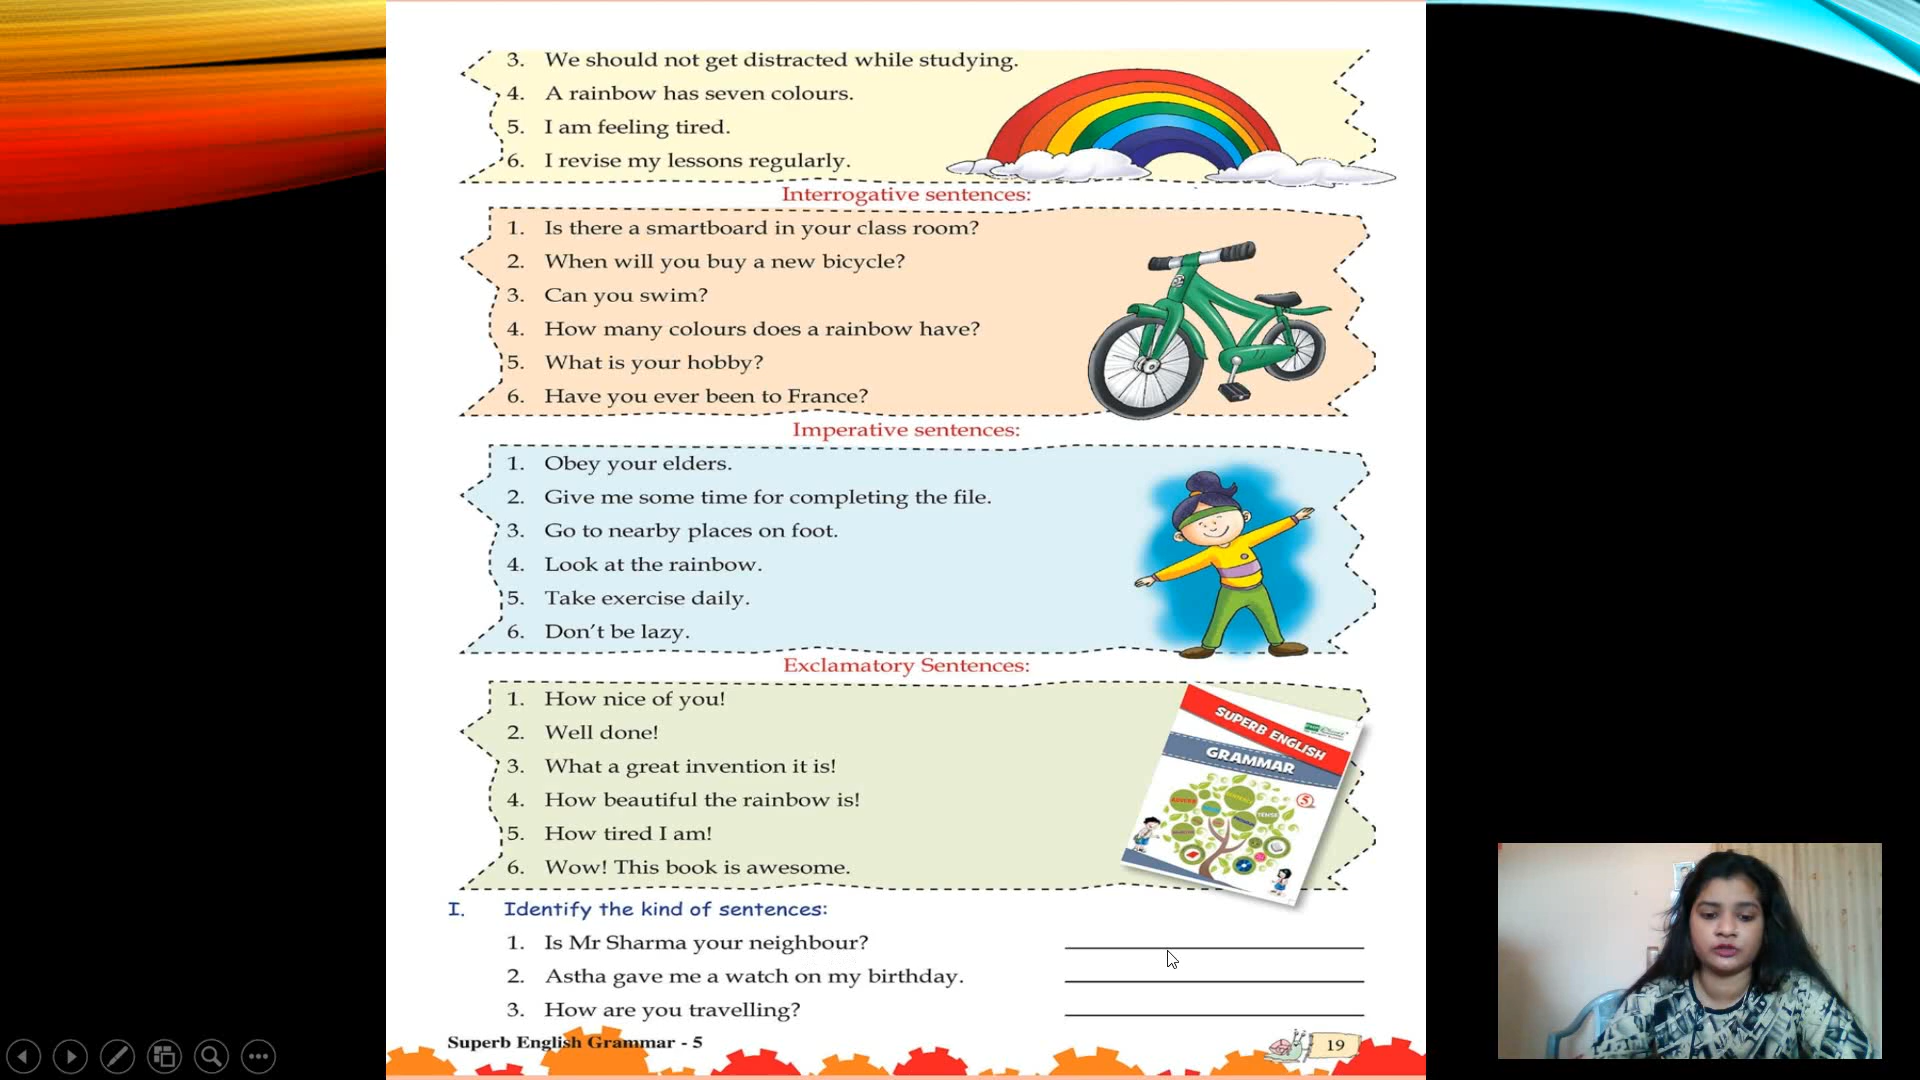 3. We should not get distracted while studying.
4. A rainbow has seven colours.
5. I am feeling tired.
6. I revise my lessons regularly.
Interrogative sentences:
1. Is there a smartboard in your class room?
2. When will you buy a new bicycle?
3. Can you swim?
4. How many colours does a rainbow have?
5. What is your hobby?
6. Have you ever been to France?
Imperative sentences:
1. Obey your elders.
2. Give me some time for completing the file.
3. Go to nearby places on foot.
4. Look at the rainbow.
5. Take exercise daily.
6. Don't be lazy.
Exclamatory Sentences:
1. How nice of you!
2. Well done!
3. What a great invention it is!
4. How beautiful the rainbow is!
5. How tired I am!
6. Wow! This book is awesome.
SUPERB ENGLISH
GRAMMAR
5
TENSE
I. Identify the kind of sentences:
1. Is Mr Sharma your neighbour?
2. Astha gave me a watch on my birthday.
3. How are you travelling?
Superb English Grammar - 5
19